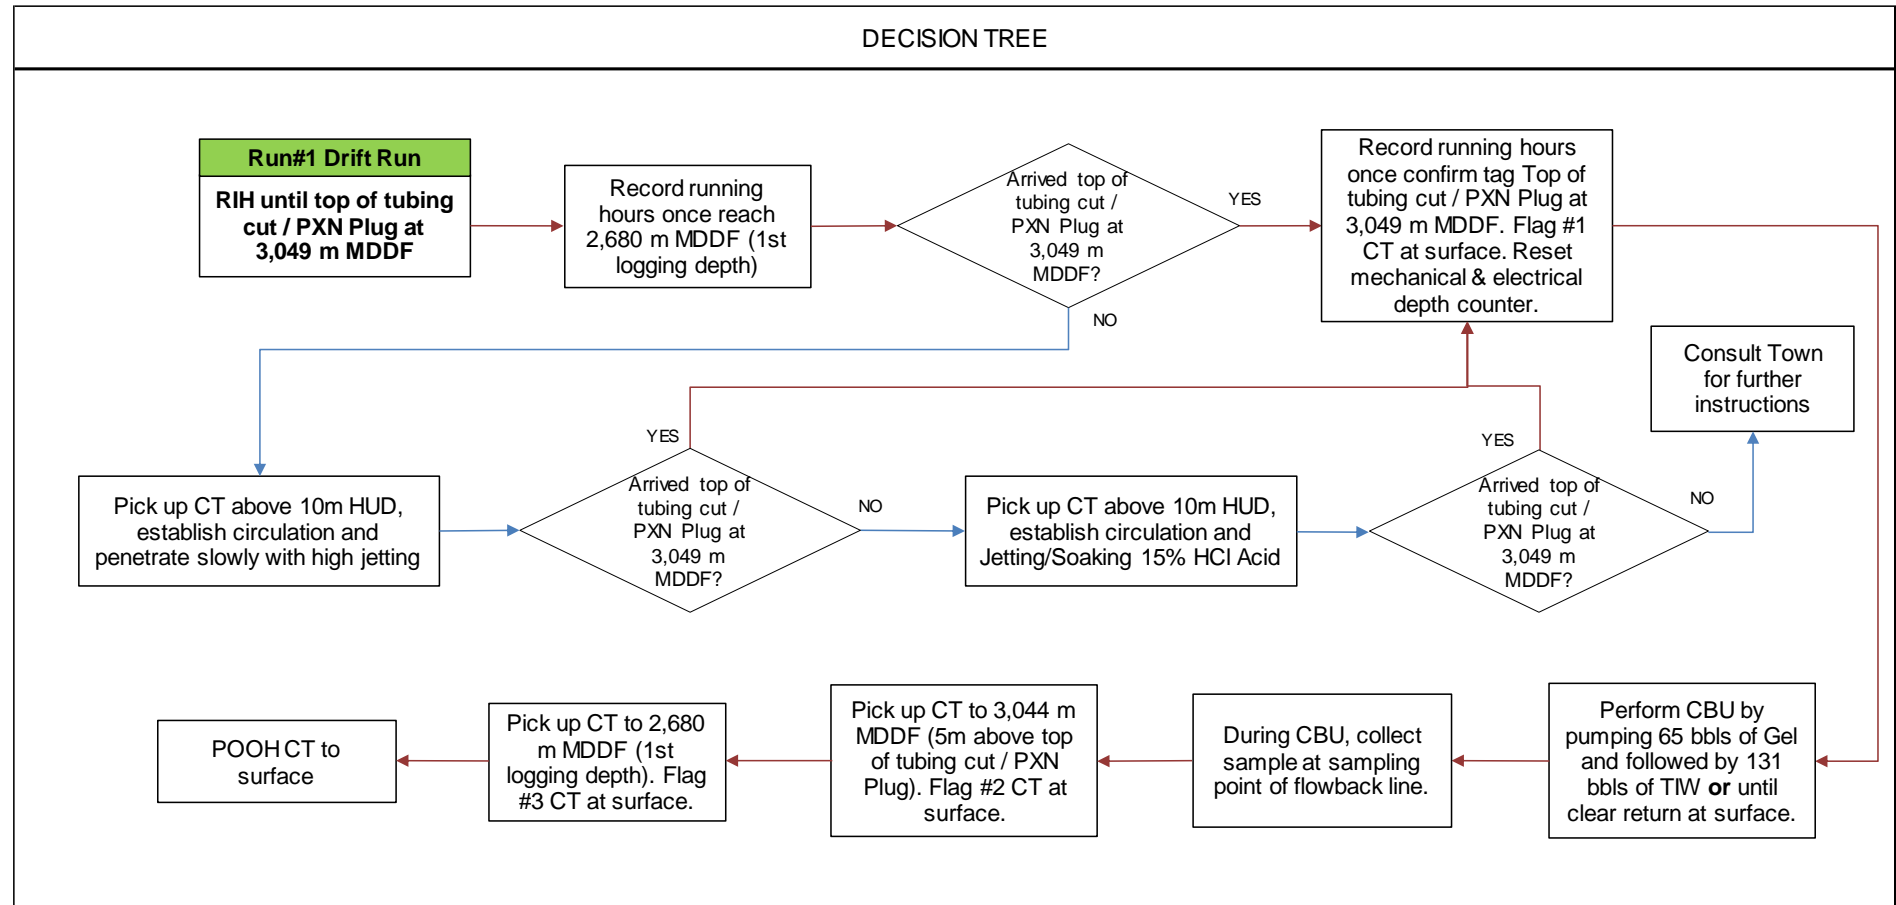 DECISION TREE
Run#1 Drift Run
RIH until top of tubing
cut / PXN Plug at
3,049 m MDDF
Record running
hours once reach
2,680 m MDDF (1st
logging depth)
Arrived top of
tubing cut /
PXN Plug at
3,049 m
MDDF?
YES
NO
Record running hours
once confirm tag Top of
tubing cut / PXN Plug at
3,049 m MDDF. Flag #1
CT at surface. Reset
mechanical & electrical
depth counter.
Pick up CT above 10m HUD,
establish circulation and
penetrate slowly with high jetting
Arrived top of
tubing cut /
PXN Plug at
3,049 m
MDDF?
YES
NO
Pick up CT above 10m HUD,
establish circulation and
Jetting/Soaking 15% HCl Acid
Arrived top of
tubing cut /
PXN Plug at
3,049 m
MDDF?
YES
NO
Consult Town
for further
instructions
Perform CBU by
pumping 65 bbls of Gel
and followed by 131
bbls of TIW or until
clear return at surface.
During CBU, collect
sample at sampling
point of flowback line.
Pick up CT to 3,044 m
MDDF (5m above top
of tubing cut / PXN
Plug). Flag #2 CT at
surface.
Pick up CT to 2,680
m MDDF (1st
logging depth). Flag
#3 CT at surface.
POOH CT to
surface